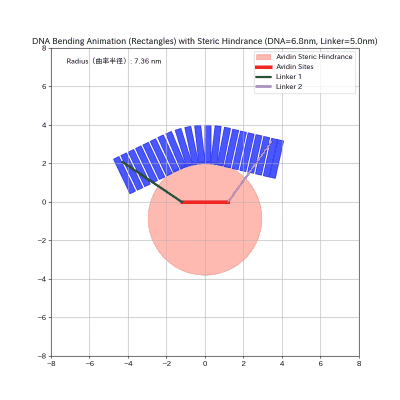 DNA Bending Animation (Rectangles) with Steric Hindrance (DNA=6.8nm, Linker=5.0nm)
Radius（曲率半径）: 7.36 nm
Avidin Steric Hindrance
Avidin Sites
Linker 1
Linker 2
8
6
4
2
0
−2
−4
−6
−8
−8 −6 −4 −2 0 2 4 6 8